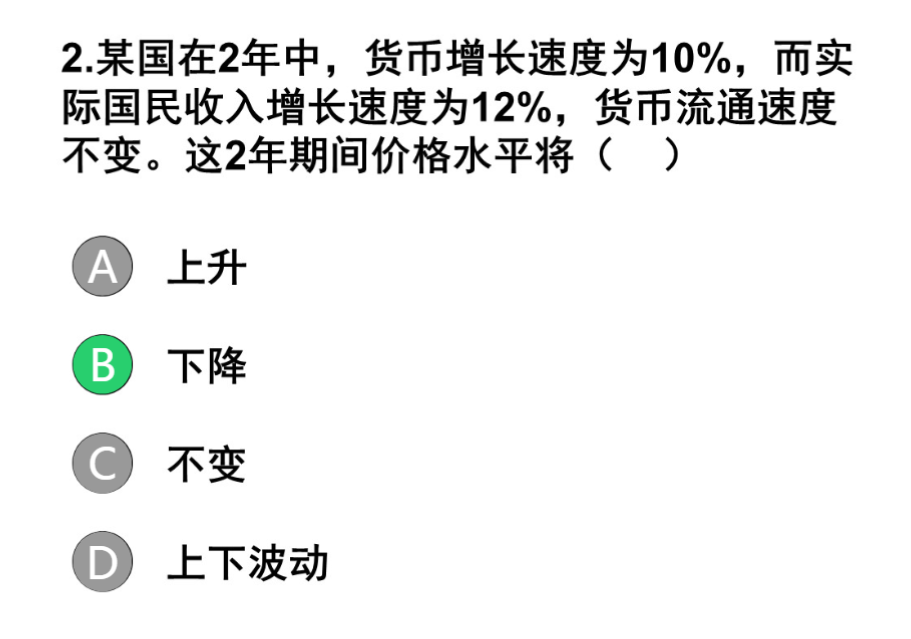 2.某国在2年中，货币增长速度为10%，而实
际国民收入增长速度为12%，货币流通速度
不变。这2年期间价格水平将（　）
A 上升
B 下降
C 不变
D 上下波动